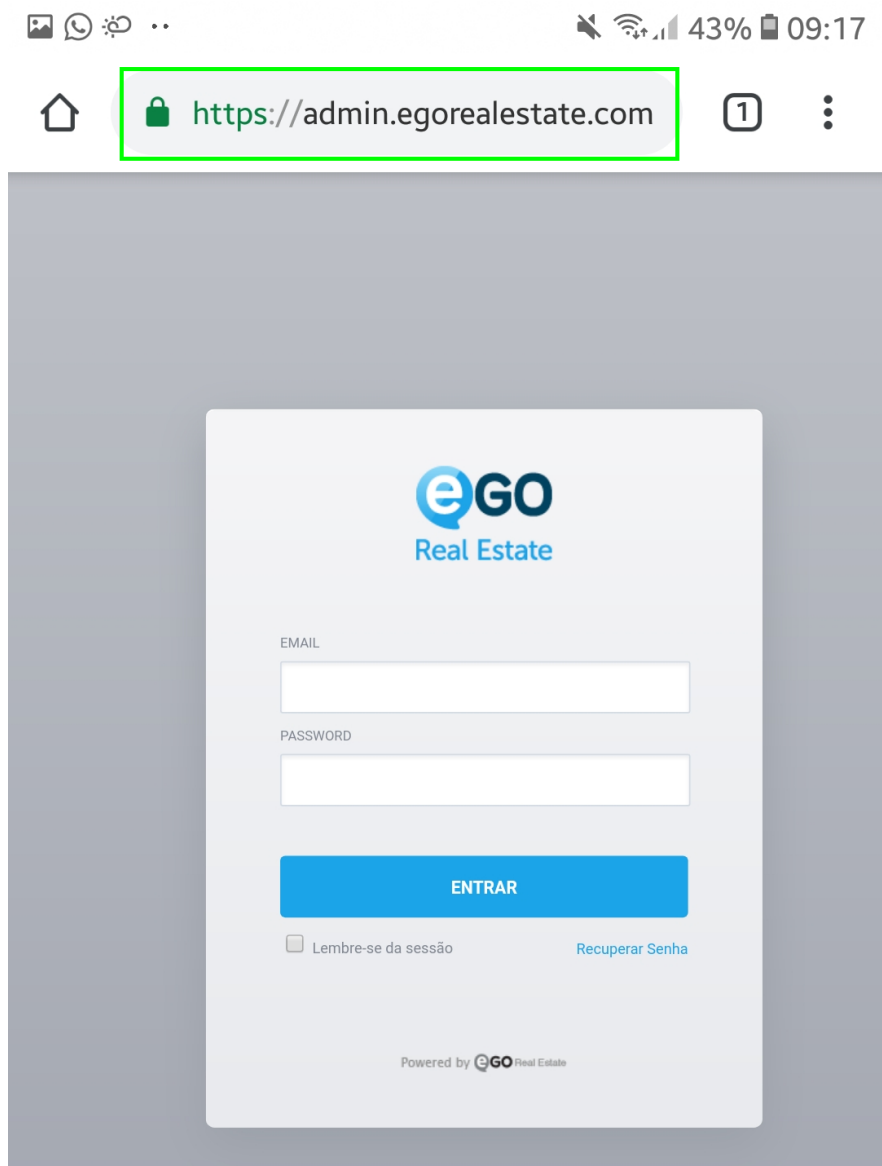 43% 09:17
https://admin.egorealestate.com
1
eGO
Real Estate
EMAIL
PASSWORD
ENTRAR
Lembre-se da sessão Recuperar Senha
Powered by eGO Real Estate